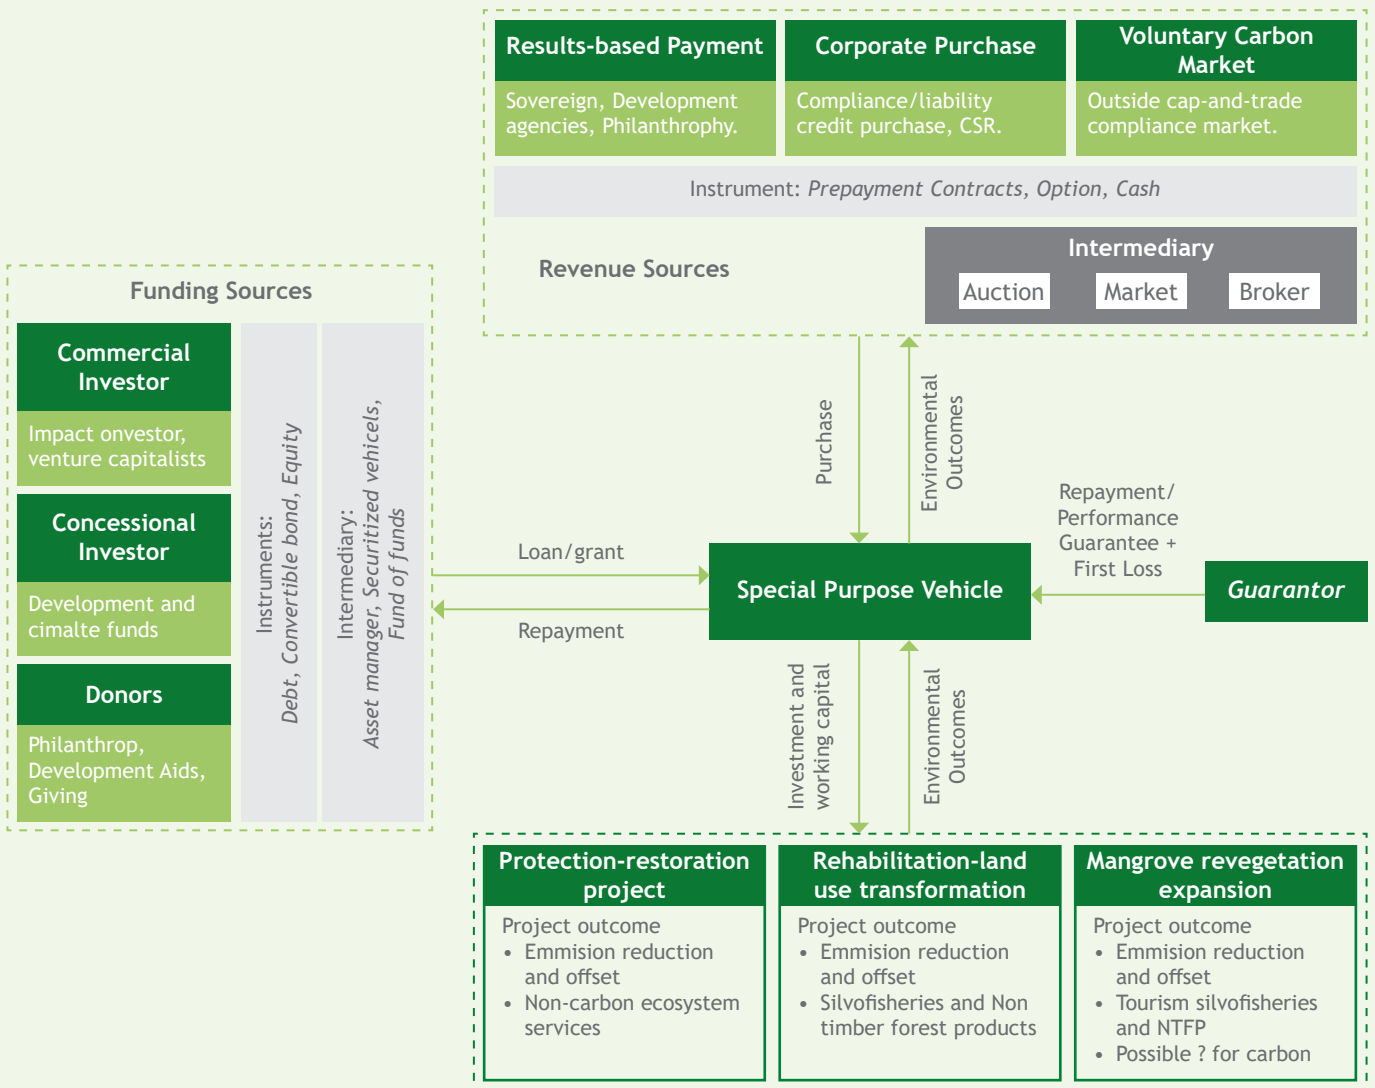 Results-based Payment
Sovereign, Development
agencies, Philanthrophy.
Corporate Purchase
Compliance/liability
credit purchase, CSR.
Voluntary Carbon
Market
Outside cap-and-trade
compliance market.
Instrument: Prepayment Contracts, Option, Cash
Revenue Sources
Intermediary
Auction
Market
Broker
Funding Sources
Commercial
Investor
Impact onvestor,
venture capitalists
Concessional
Investor
Development and
cimalte funds
Donors
Philanthrop,
Development Aids,
Giving
Instruments:
Debt, Convertible bond, Equity
Intermediary:
Asset manager, Securitized vehicels,
Fund of funds
Loan/grant
Repayment
Purchase
Environmental
Outcomes
Special Purpose Vehicle
Repayment/
Performance
Guarantee +
First Loss
Guarantor
Investment and
working capital
Environmental
Outcomes
Protection-restoration
project
Project outcome
• Emmision reduction
and offset
• Non-carbon ecosystem
services
Rehabilitation-land
use transformation
Project outcome
• Emmision reduction
and offset
• Silvofisheries and Non
timber forest products
Mangrove revegetation
expansion
Project outcome
• Emmision reduction
and offset
• Tourism silvofisheries
and NTFP
• Possible ? for carbon